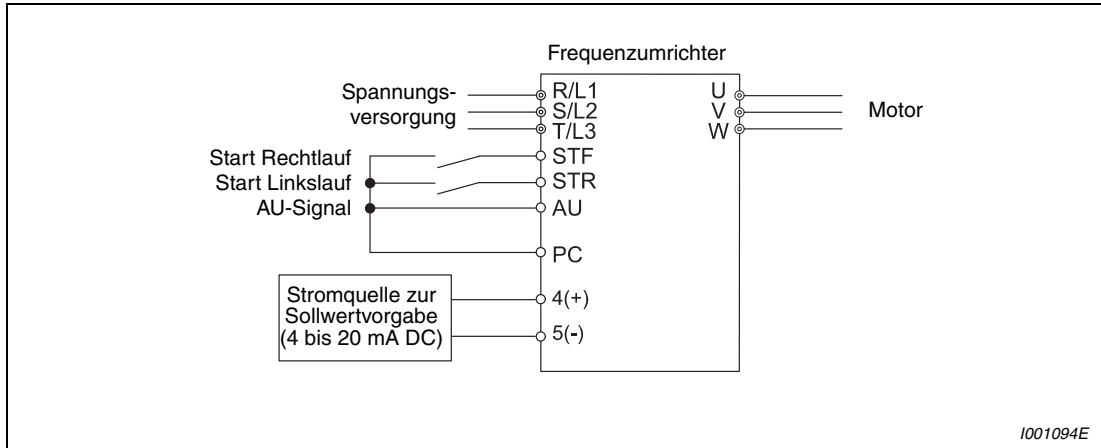 Frequenzumrichter
Spannungs-
versorgung
R/L1
S/L2
T/L3
U
V
W
Motor
Start Rechtlauf
STF
Start Linkslauf
STR
AU-Signal
AU
PC
Stromquelle zur
Sollwertvorgabe
(4 bis 20 mA DC)
4(+)
5(-)
I001094E